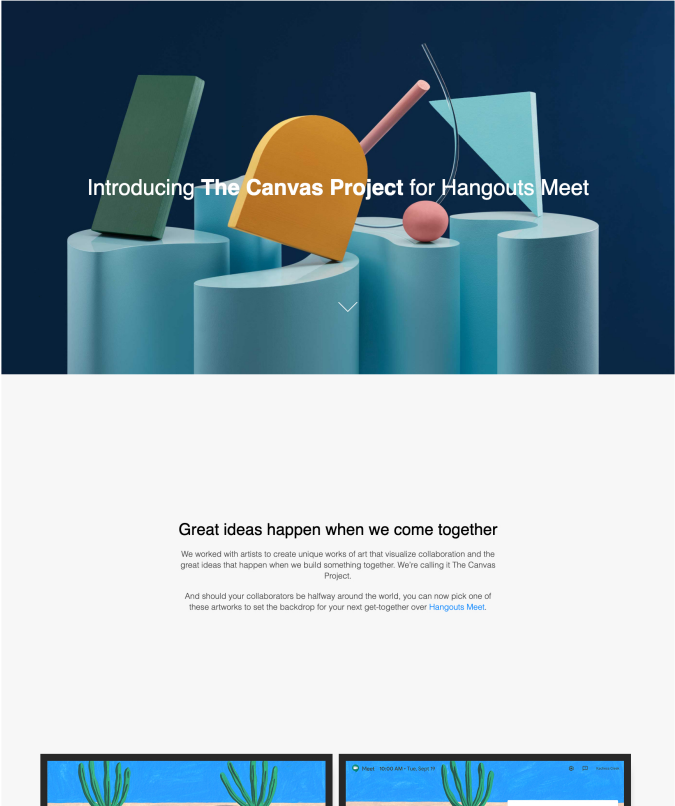 Introducing The Canvas Project for Hangouts Meet
Great ideas happen when we come together
We worked with artists to create unique works of art that visualize collaboration and the
great ideas that happen when we build something together. We're calling it The Canvas
Project.
And should your collaborators be halfway around the world, you can now pick one of
these artworks to set the backdrop for your next get-together over Hangouts Meet.
Meet 10:00 AM • Tue, Sept 19